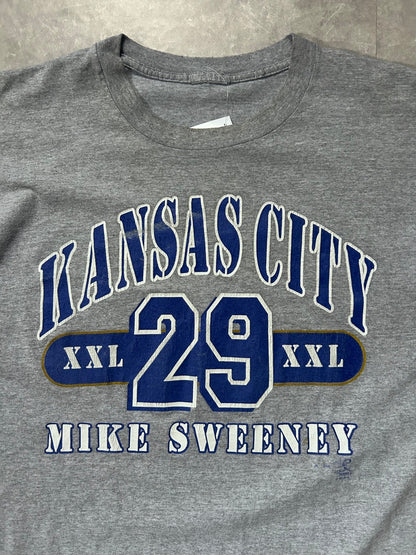 KANSAS CITY
XXL 29 XXL
MIKE SWEENEY